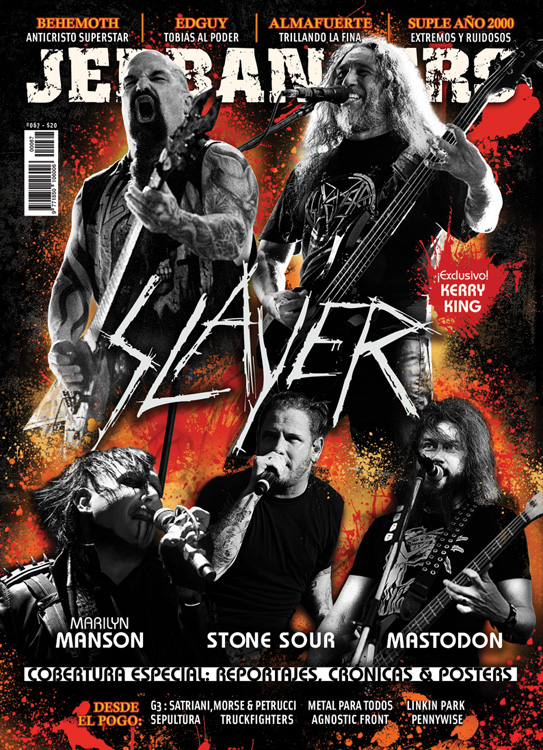 BEHEMOTH
ANTICRISTO SUPERSTAR
EDGUY
TOBIAS AL PODER
ALMAFUERTE
TRILLANDO LA FINA
SUPLE AÑO 2000
EXTREMOS Y RUIDOSOS
¡Exclusivo!
KERRY
KING
SLAYER
MARILYN
MANSON
STONE SOUR
MASTODON
COBERTURA ESPECIAL: REPORTAJES, CRÓNICAS & POSTERS
DESDE
EL POGO:
G3: SATRIANI, MORSE & PETRUCCI
SEPULTURA
TRUCKFIGHTERS
METAL PARA TODOS
AGNOSTIC FRONT
LINKIN PARK
PENNYWISE